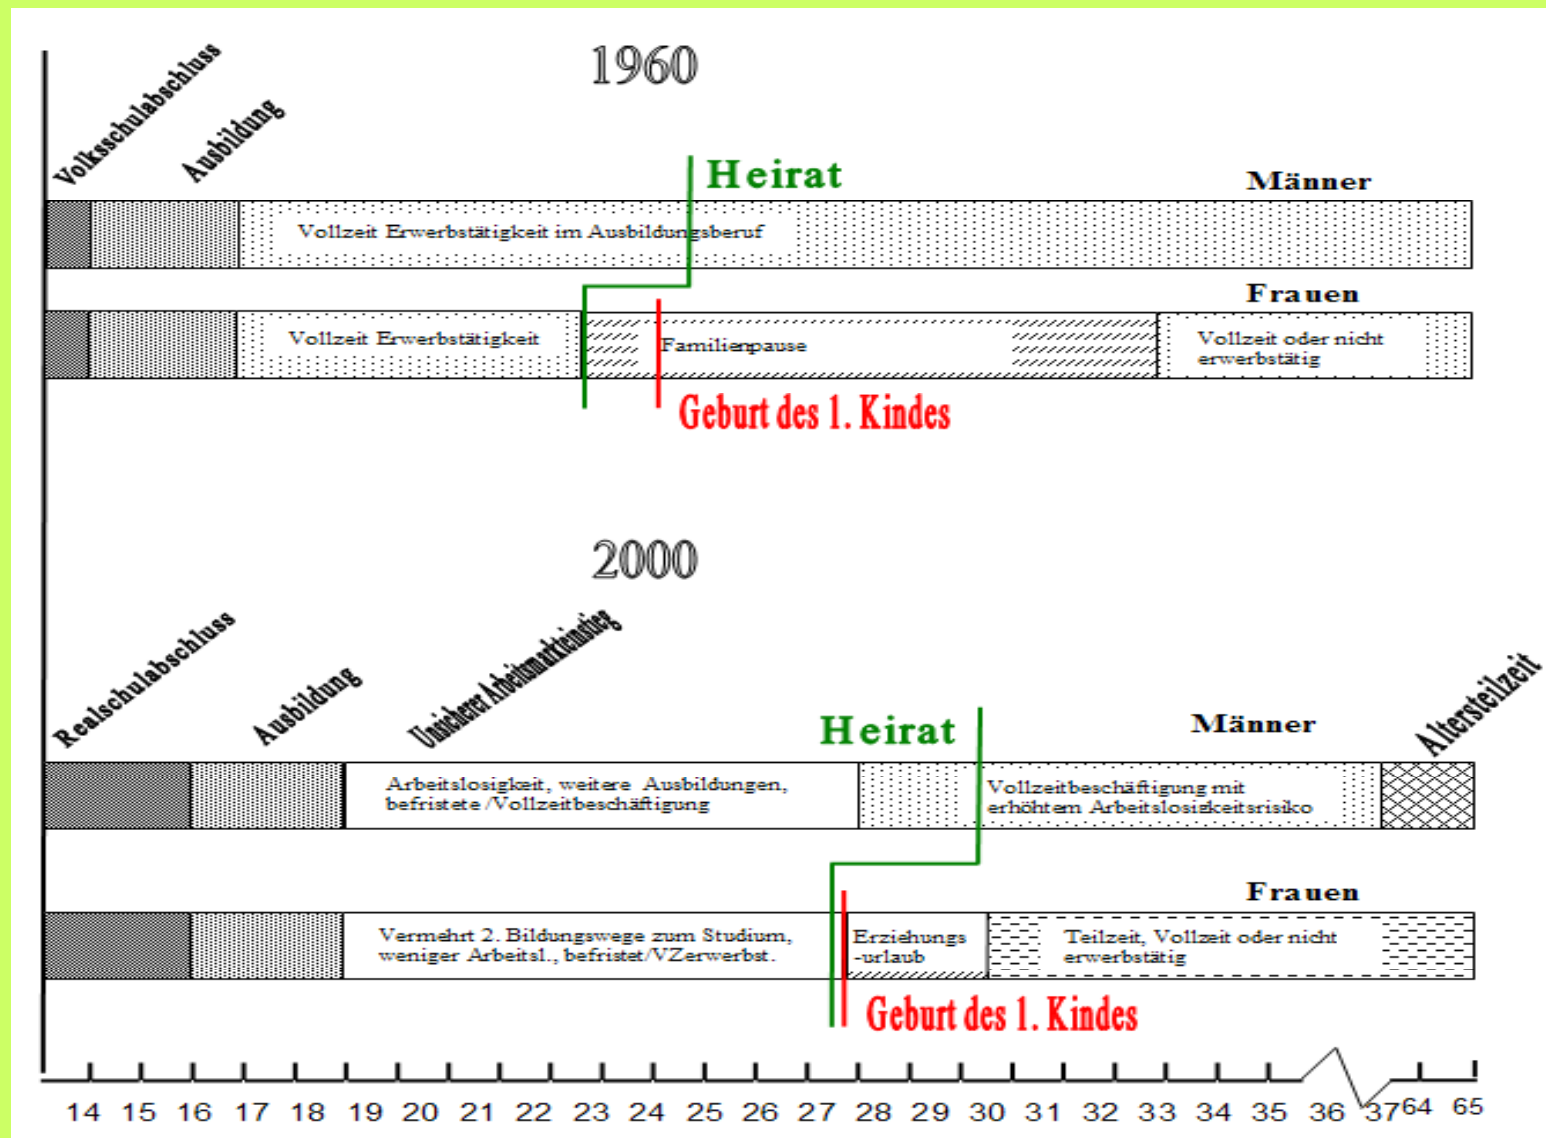 1960
Volksschulabschluss
Ausbildung
Heirat
Männer
Vollzeit Erwerbstätigkeit im Ausbildungsberuf
Frauen
Vollzeit Erwerbstätigkeit
Familienpause
Vollzeit oder nicht
erwerbstätig
Geburt des 1. Kindes
2000
Realschulabschluss
Ausbildung
Unsicherer Arbeitsmarkteinstieg
Heirat
Männer
Altersteilzeit
Arbeitslosigkeit, weitere Ausbildungen,
befristete /Vollzeitbeschäftigung
Vollzeitbeschäftigung mit
erhöhtem Arbeitslosigkeitsrisiko
Frauen
Vermehrt 2. Bildungswege zum Studium,
weniger Arbeitsl., befristet/VZerwerbst.
Erziehungs
-urlaub
Teilzeit, Vollzeit oder nicht
erwerbstätig
Geburt des 1. Kindes
14 15 16 17 18 19 20 21 22 23 24 25 26 27 28 29 30 31 32 33 34 35 36 37 64 65